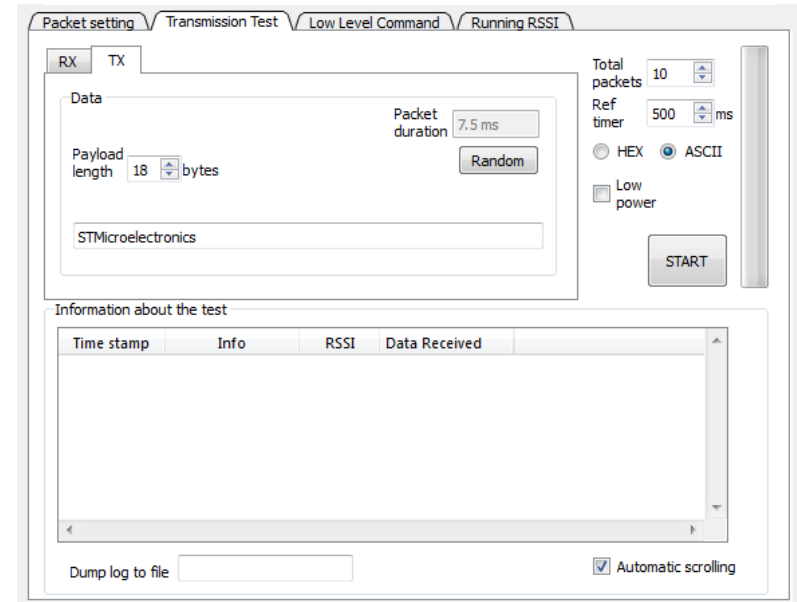 Packet setting Transmission Test Low Level Command Running RSSI
RX TX
Data
Packet
duration 7.5 ms
Payload
length 18 bytes
Random
STMicroelectronics
Total
packets 10
Ref
timer 500 ms
HEX ASCII
Low
power
START
Information about the test
Time stamp Info RSSI Data Received
Dump log to file
Automatic scrolling